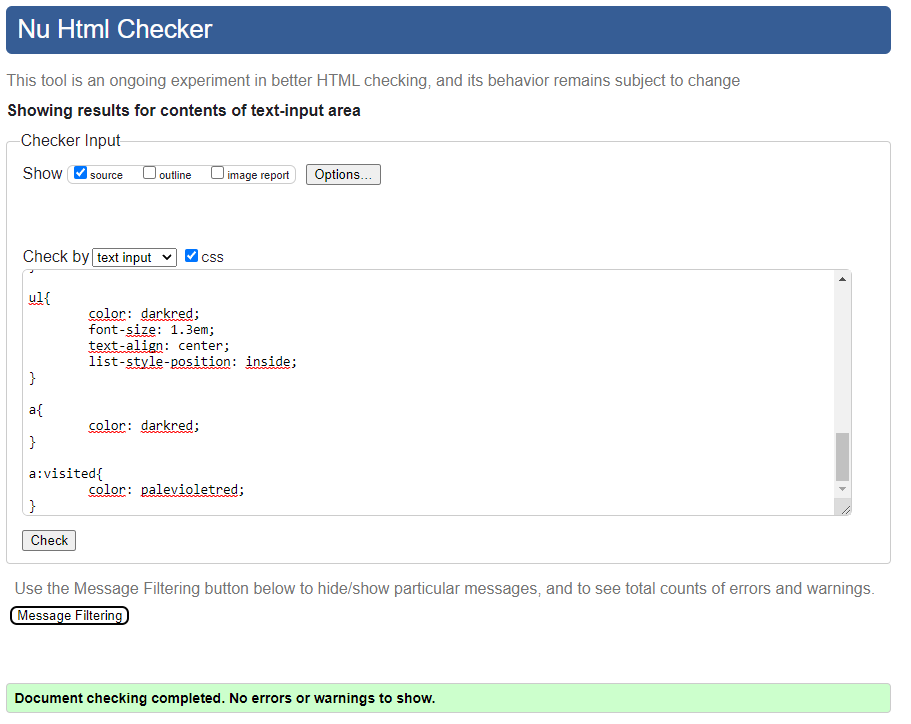 Nu Html Checker
This tool is an ongoing experiment in better HTML checking, and its behavior remains subject to change
Showing results for contents of text-input area
Checker Input
Show source outline image report Options...
Check by text input css
}
ul{
color: darkred;
font-size: 1.3em;
text-align: center;
list-style-position: inside;
}
a{
color: darkred;
}
a:visited{
color: palevioletred;
}
Check
Use the Message Filtering button below to hide/show particular messages, and to see total counts of errors and warnings.
Message Filtering
Document checking completed. No errors or warnings to show.